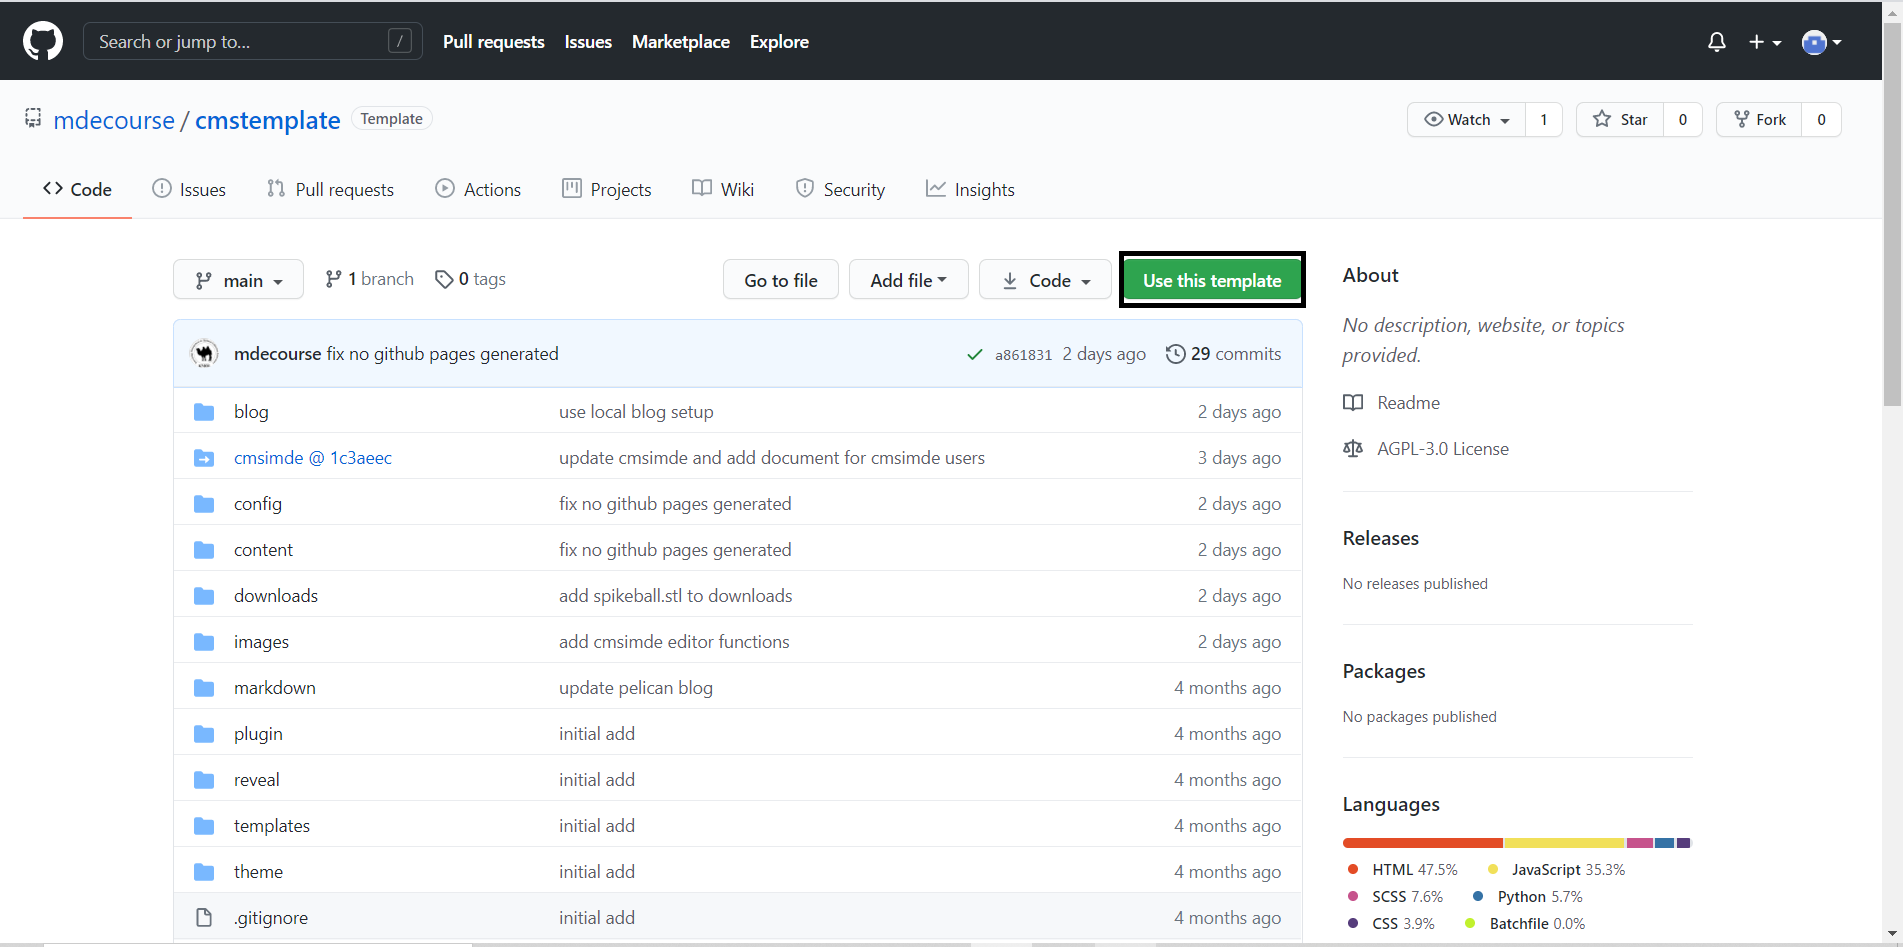 Search or jump to... / Pull requests Issues Marketplace Explore
mdecourse / cmstemplate Template Watch 1 Star 0 Fork 0
Code Issues Pull requests Actions Projects Wiki Security Insights
main 1 branch 0 tags Go to file Add file Code Use this template
About
No description, website, or topics
provided.
Readme
AGPL-3.0 License
Releases
No releases published
Packages
No packages published
Languages
HTML 47.5% JavaScript 35.3%
SCSS 7.6% Python 5.7%
CSS 3.9% Batchfile 0.0%
mdecourse fix no github pages generated a861831 2 days ago 29 commits
blog use local blog setup 2 days ago
cmsimde @ 1c3aeec update cmsimde and add document for cmsimde users 3 days ago
config fix no github pages generated 2 days ago
content fix no github pages generated 2 days ago
downloads add spikeball.stl to downloads 2 days ago
images add cmsimde editor functions 2 days ago
markdown update pelican blog 4 months ago
plugin initial add 4 months ago
reveal initial add 4 months ago
templates initial add 4 months ago
theme initial add 4 months ago
.gitignore initial add 4 months ago